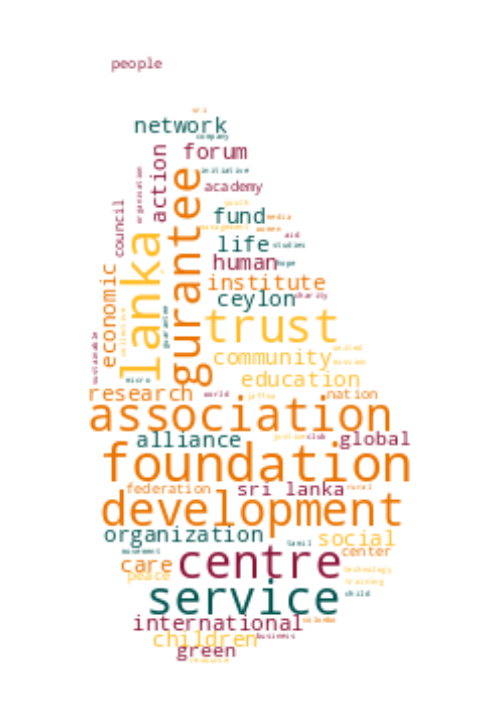 people
sri
network
company
forum
action
organisation
initiative
gurantee
academy
council
youth
fund
media
management
women
aid
lanka
life
studies
human
hope
economic
institute
ceylon
charity
collective
guarantee
trust
sustainable
united
community
mission
micro
education
research
world
jaffna
nation
association
justice
club
alliance
global
foundation
federation
sri lanka
rural
development
organization
tamil
social
movement
centre
center
care
peace
technology
training
service
child
international
colombo
children
business
green
resource